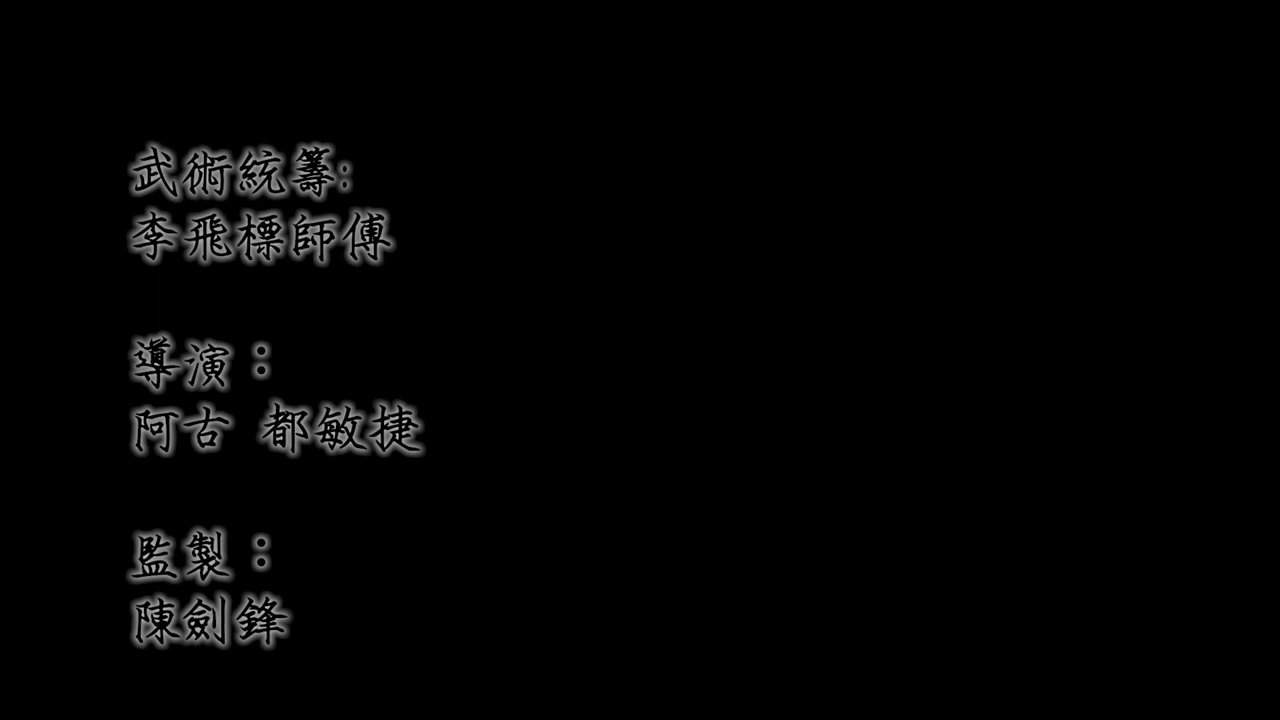 武術統籌:
李飛標師傅
導演：
阿古 都敏捷
監製：
陳劍鋒